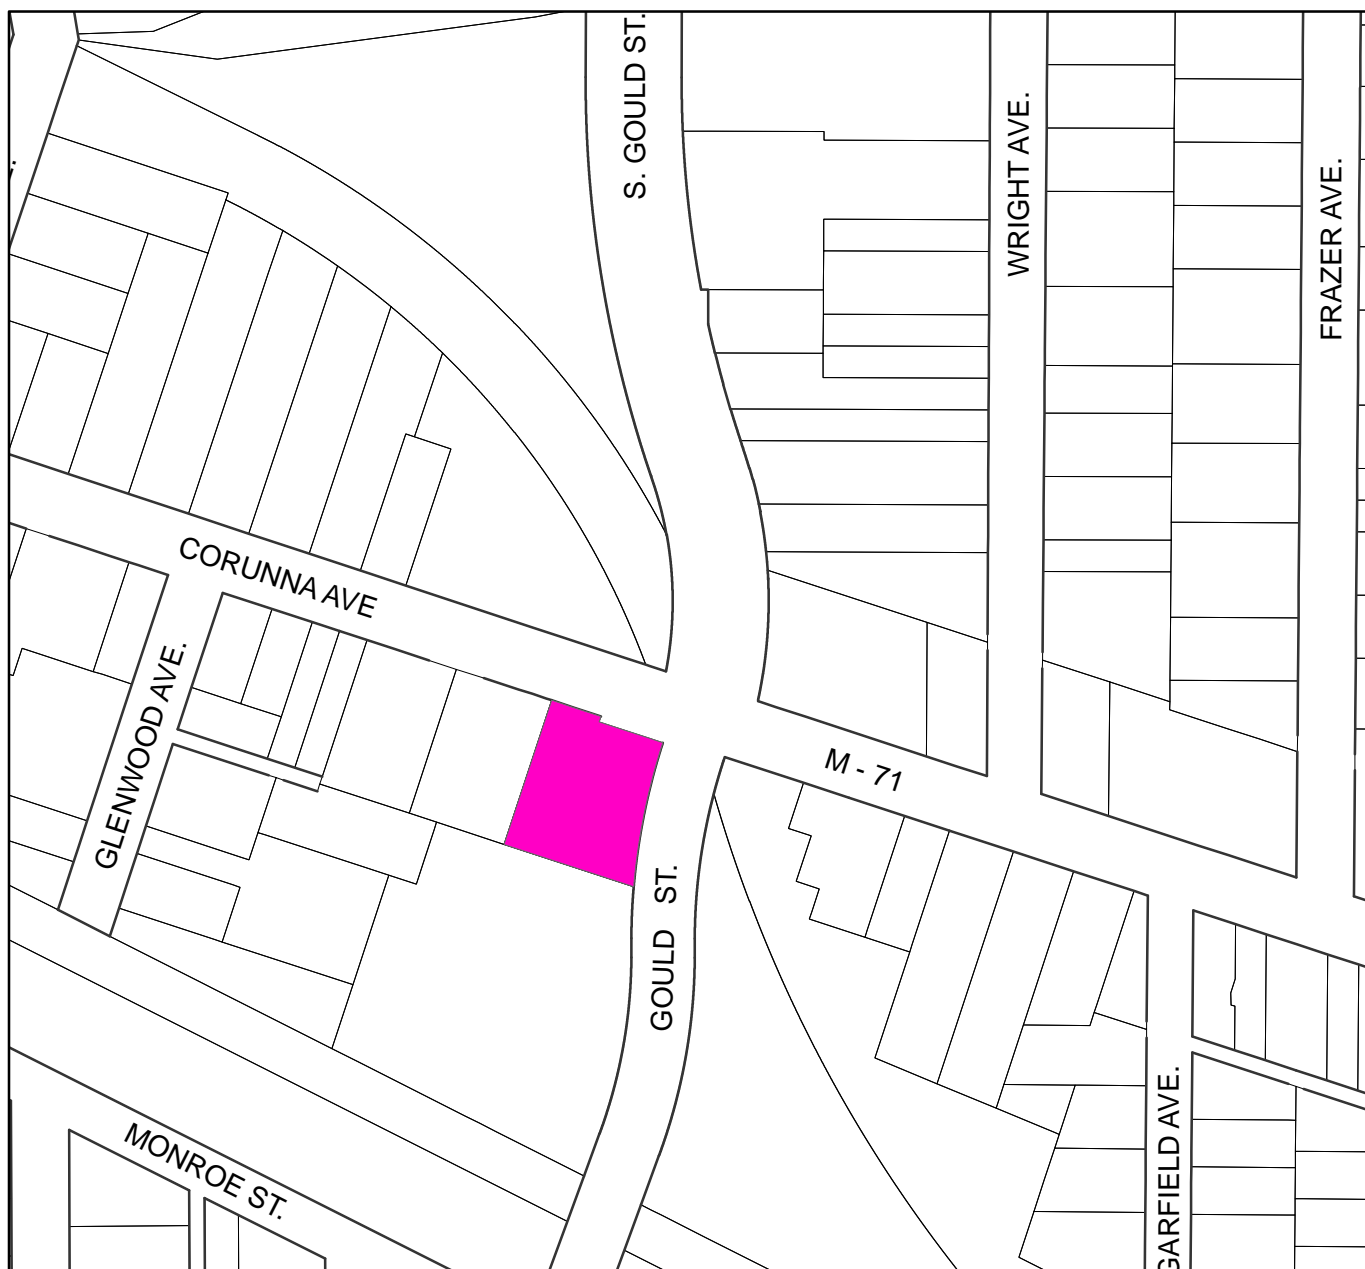 S. GOULD ST.
WRIGHT AVE.
FRAZER AVE.
CORUNNA AVE
GLENWOOD AVE.
M - 71
GOULD ST.
MONROE ST.
GARFIELD AVE.